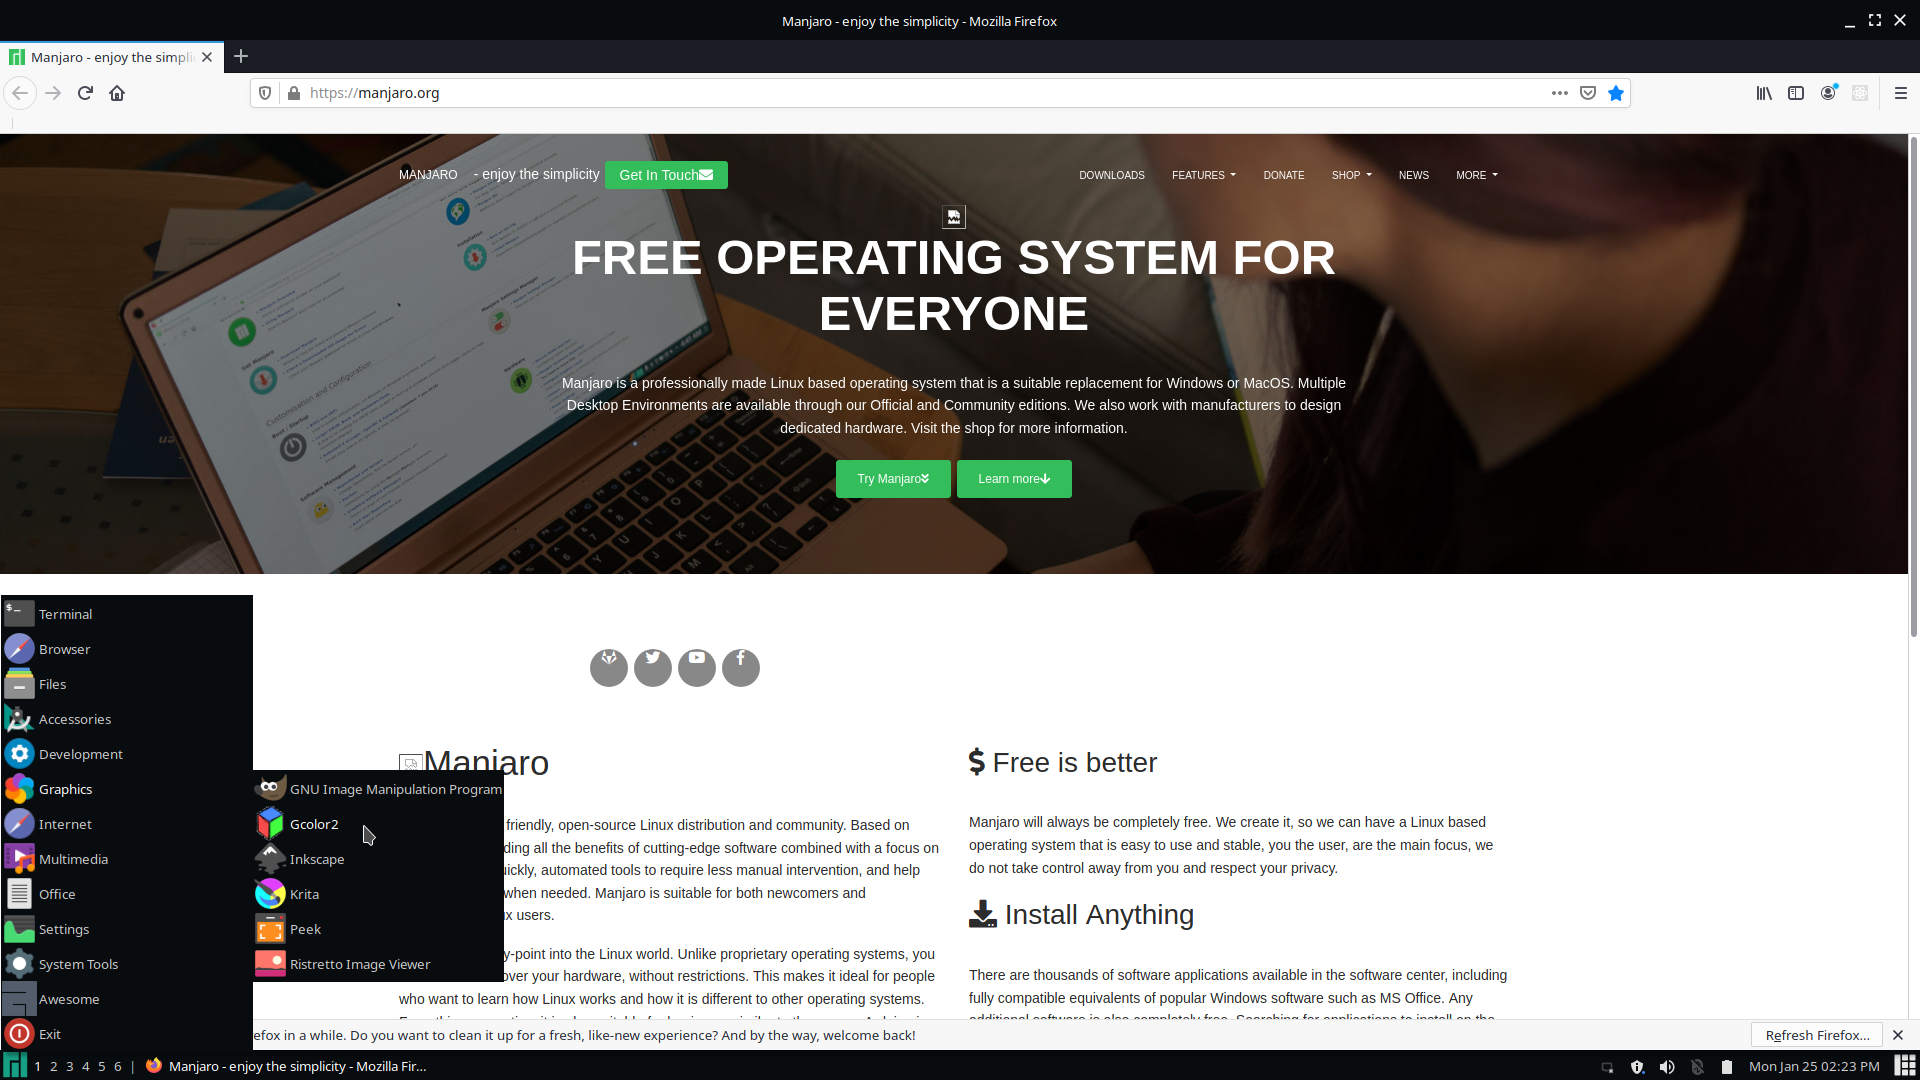 Manjaro - enjoy the simplicity - Mozilla Firefox
Manjaro - enjoy the simpli
https://manjaro.org
MANJARO - enjoy the simplicity Get In Touch
DOWNLOADS FEATURES DONATE SHOP NEWS MORE
FREE OPERATING SYSTEM FOR
EVERYONE
Manjaro is a professionally made Linux based operating system that is a suitable replacement for Windows or MacOS. Multiple
Desktop Environments are available through our Official and Community editions. We also work with manufacturers to design
dedicated hardware. Visit the shop for more information.
Try Manjaro Learn more
Terminal
Browser
Files
Accessories
Development
Graphics
Internet
Multimedia
Office
Settings
System Tools
Awesome
Exit
GNU Image Manipulation Program
Gcolor2
Inkscape
Krita
Peek
Ristretto Image Viewer
Manjaro
friendly, open-source Linux distribution and community. Based on
ding all the benefits of cutting-edge software combined with a focus on
uickly, automated tools to require less manual intervention, and help
when needed. Manjaro is suitable for both newcomers and
ux users.
y-point into the Linux world. Unlike proprietary operating systems, you
over your hardware, without restrictions. This makes it ideal for people
who want to learn how Linux works and how it is different to other operating systems.
Free is better
Manjaro will always be completely free. We create it, so we can have a Linux based
operating system that is easy to use and stable, you the user, are the main focus, we
do not take control away from you and respect your privacy.
Install Anything
There are thousands of software applications available in the software center, including
fully compatible equivalents of popular Windows software such as MS Office. Any
additional software is also completely free. Searching for applications to install on the
efox in a while. Do you want to clean it up for a fresh, like-new experience? And by the way, welcome back!
Refresh Firefox...
1 2 3 4 5 6 | Manjaro - enjoy the simplicity - Mozilla Fir...
Mon Jan 25 02:23 PM